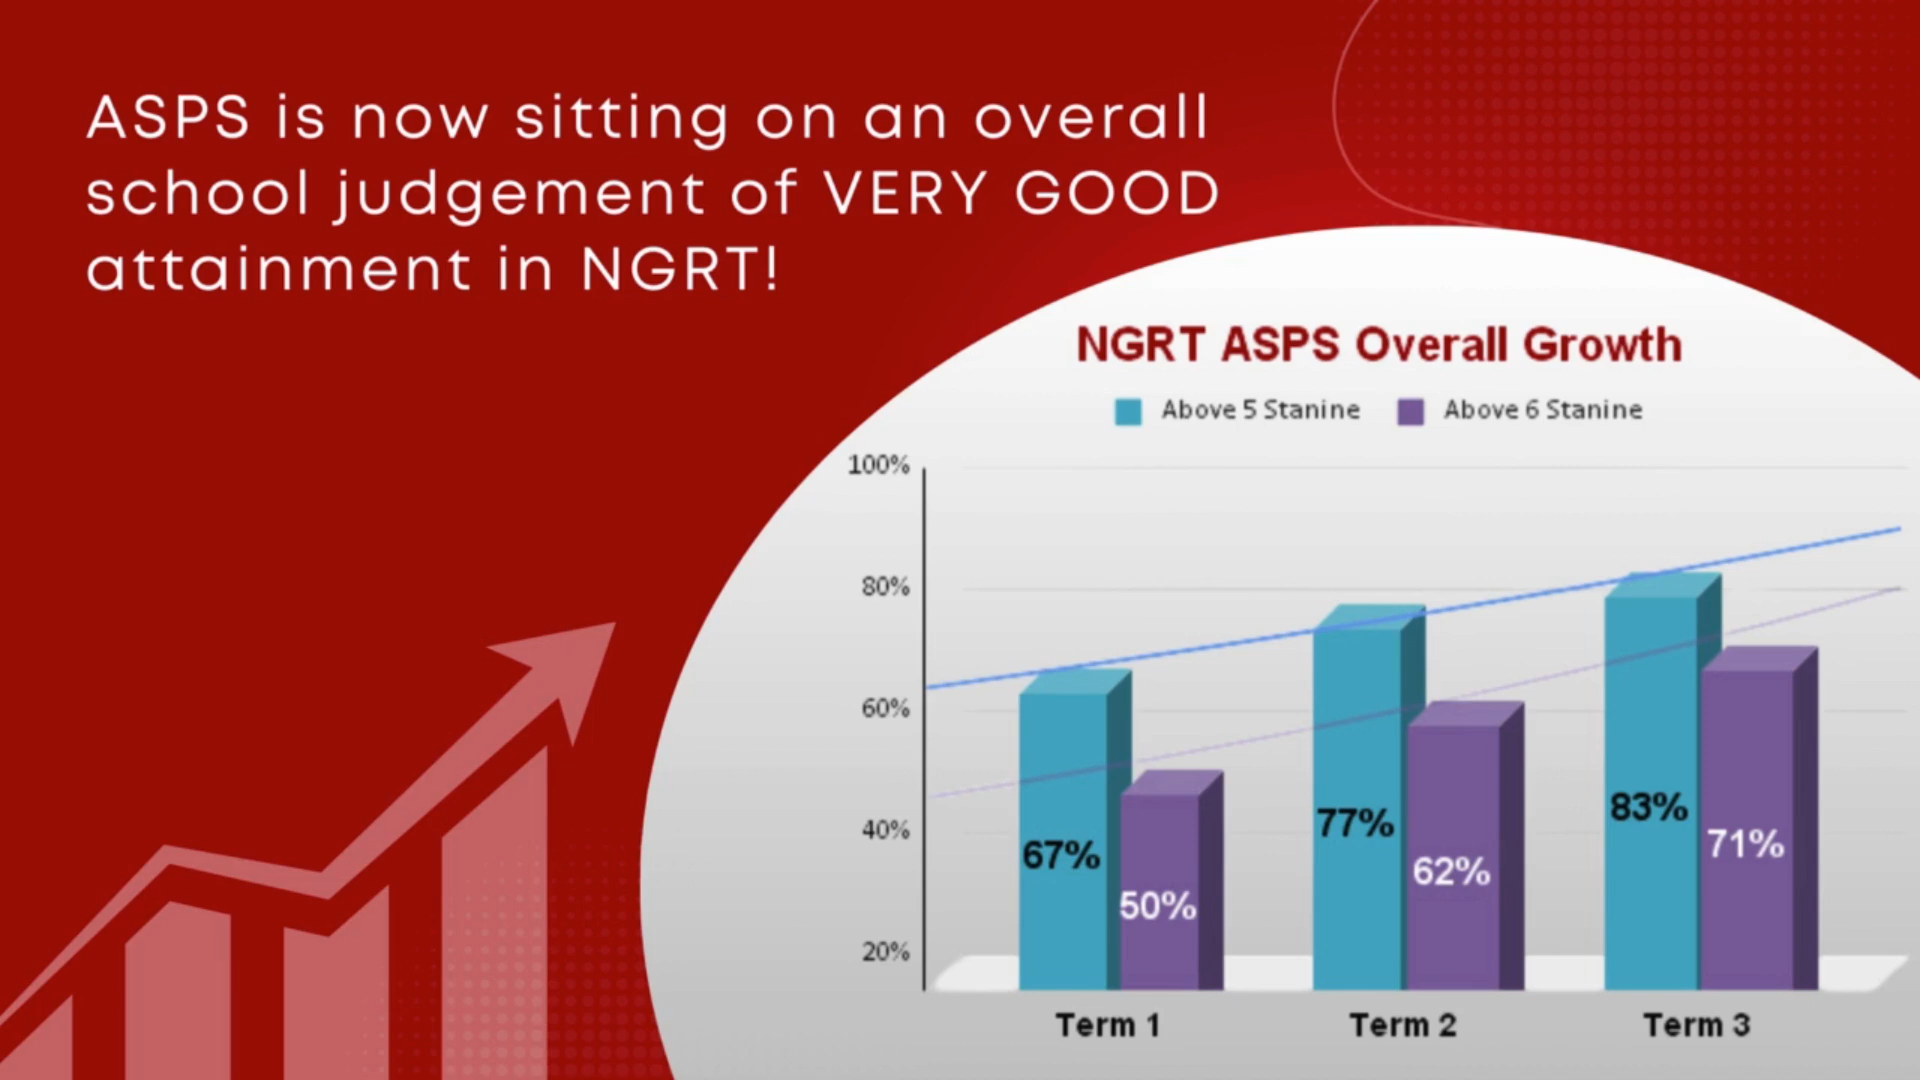 ASPS is now sitting on an overall
school judgement of VERY GOOD
attainment in NGRT!
NGRT ASPS Overall Growth
Above 5 Stanine Above 6 Stanine
100%
80%
60%
40%
20%
67%
50%
77%
62%
83%
71%
Term 1 Term 2 Term 3